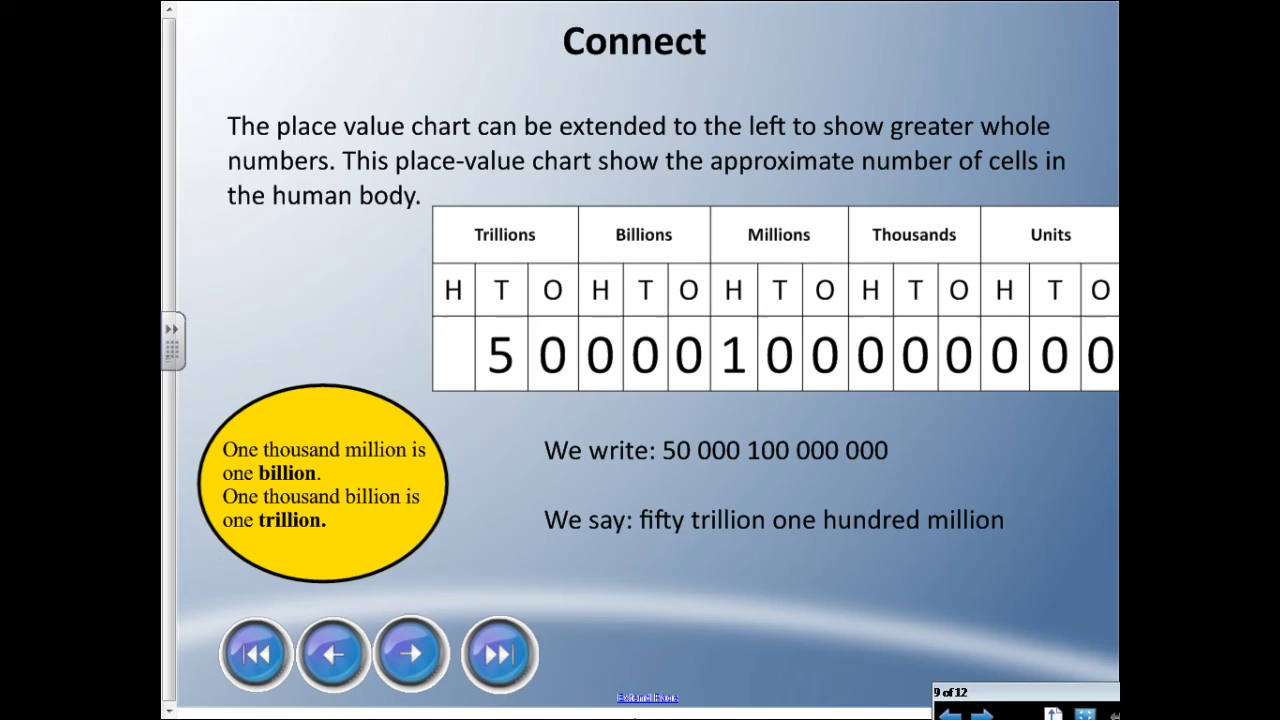 Connect
The place value chart can be extended to the left to show greater whole
numbers. This place-value chart show the approximate number of cells in
the human body.
Trillions Billions Millions Thousands Units
H T O H T O H T O H T O H T O
5 0 0 0 0 1 0 0 0 0 0 0 0 0
One thousand million is
one billion.
One thousand billion is
one trillion.
We write: 50 000 100 000 000
We say: fifty trillion one hundred million
Extend Page
9 of 12